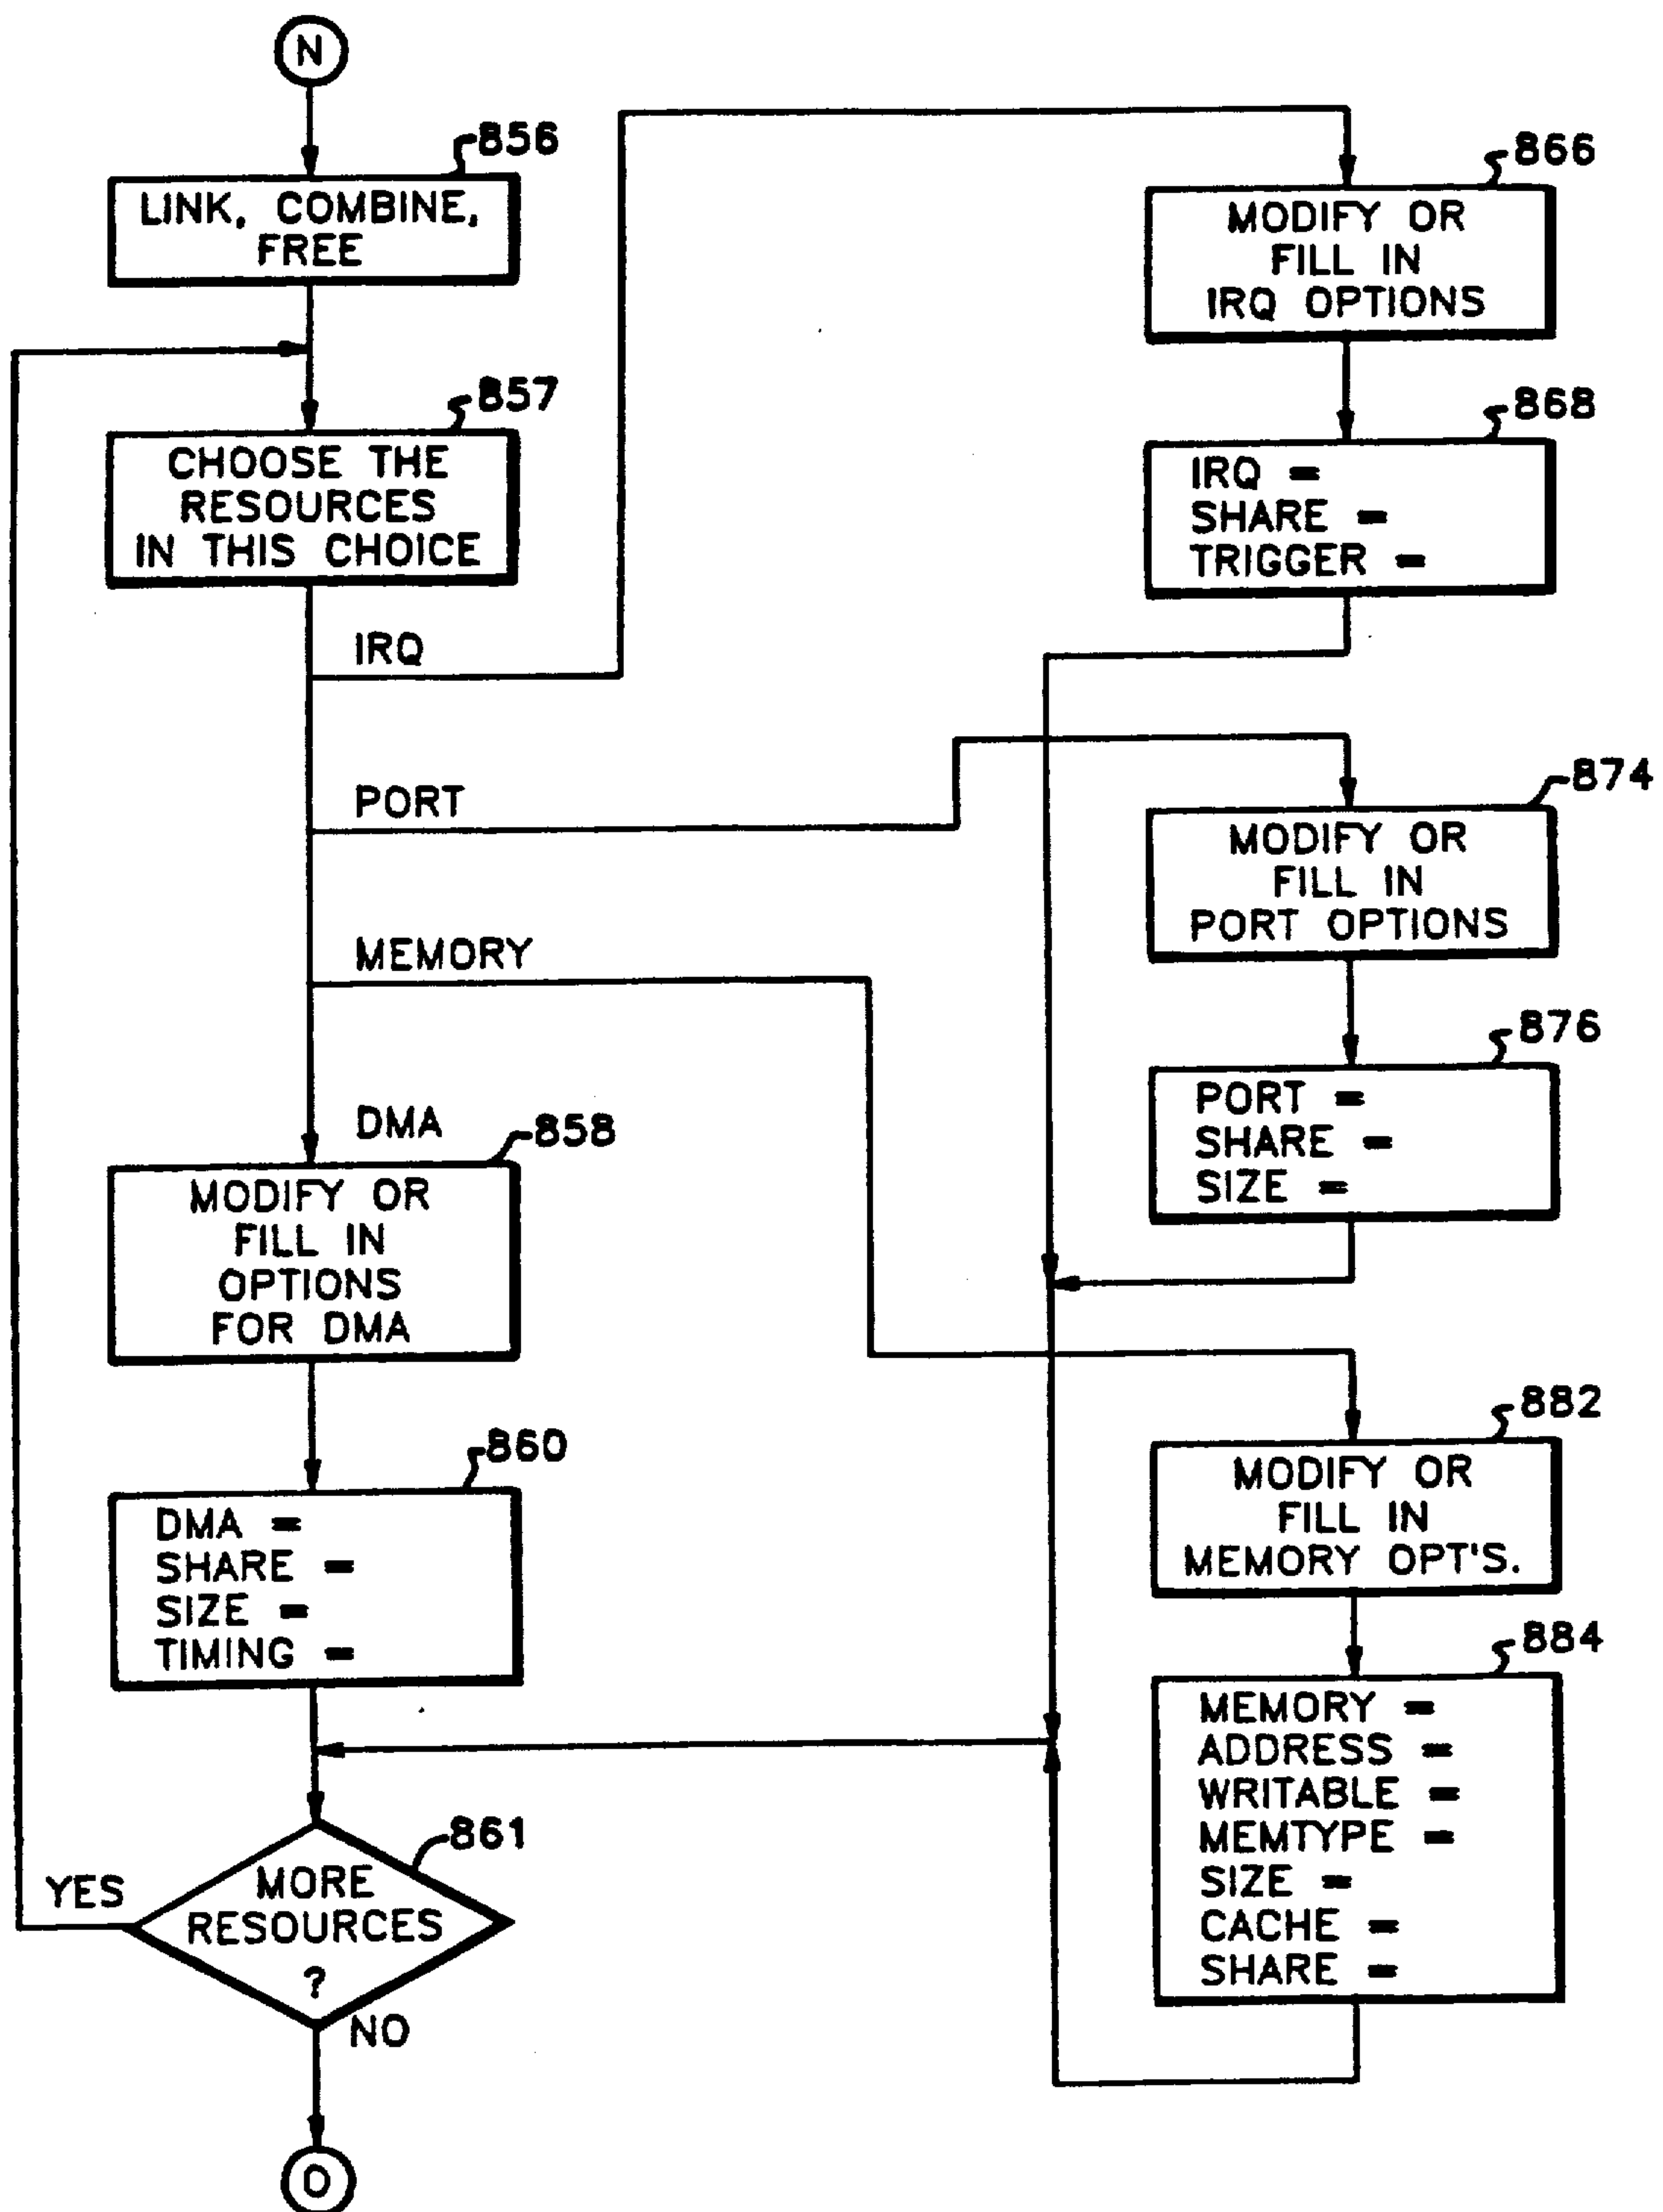 N
856
LINK, COMBINE,
FREE
857
CHOOSE THE
RESOURCES
IN THIS CHOICE
IRQ
PORT
MEMORY
DMA
858
MODIFY OR
FILL IN
OPTIONS
FOR DMA
860
DMA =
SHARE =
SIZE =
TIMING =
861
MORE
RESOURCES
?
YES
NO
O
866
MODIFY OR
FILL IN
IRQ OPTIONS
868
IRQ =
SHARE =
TRIGGER =
874
MODIFY OR
FILL IN
PORT OPTIONS
876
PORT =
SHARE =
SIZE =
882
MODIFY OR
FILL IN
MEMORY OPT'S.
884
MEMORY =
ADDRESS =
WRITABLE =
MEMTYPE =
SIZE =
CACHE =
SHARE =